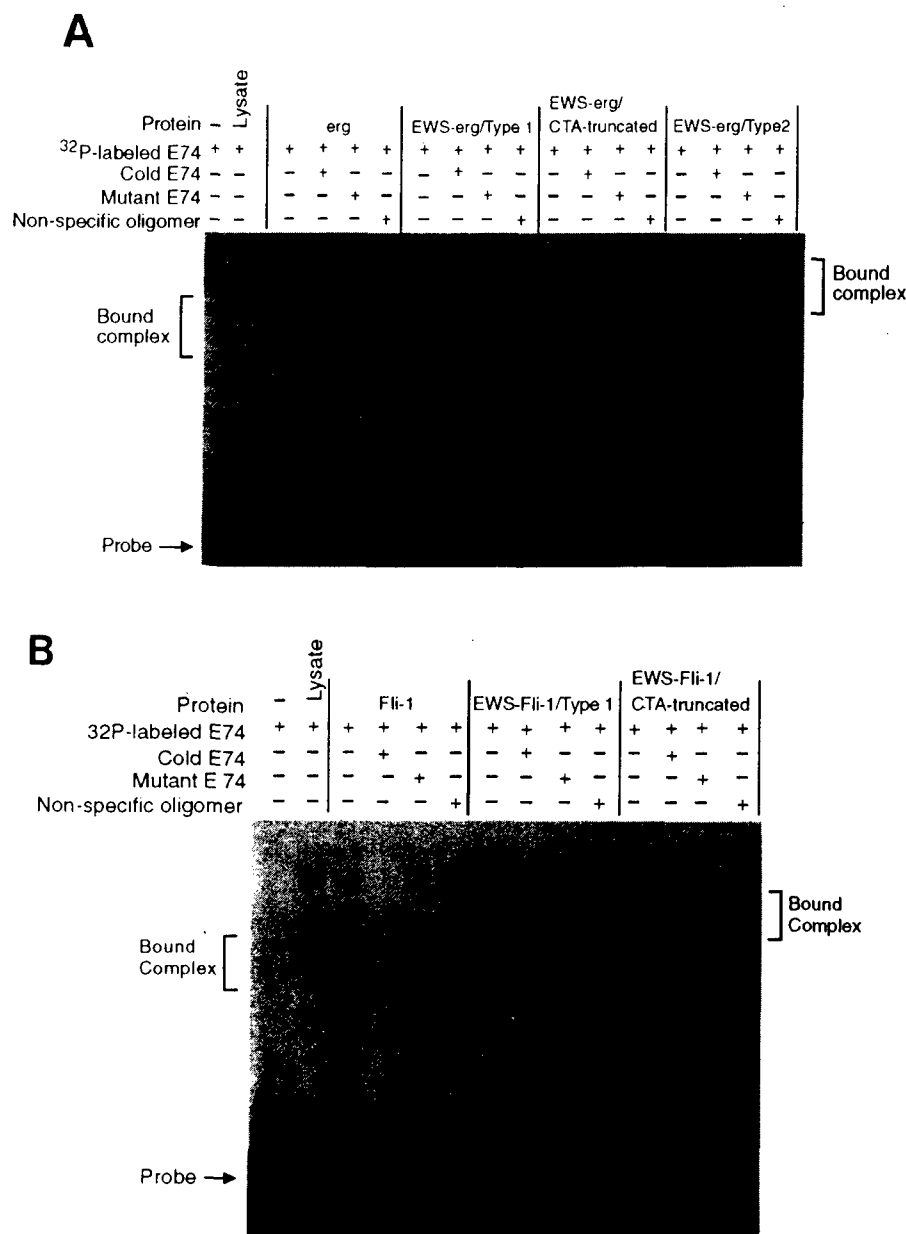 A
Lysate
EWS-erg/
Protein – erg EWS-erg/Type 1 CTA-truncated EWS-erg/Type2
32P-labeled E74 + + + + + + + + + + + + + + + + + +
Cold E74 – – – + – – – + – – – + – – – + – –
Mutant E74 – – – – + – – – + – – – + – – – + –
Non-specific oligomer – – – – – + – – – + – – – + – – – +
Bound
complex
Bound
complex
Probe →
B
Lysate
EWS-Fli-1/
Protein – Fli-1 EWS-Fli-1/Type 1 CTA-truncated
32P-labeled E74 + + + + + + + + + + + + + +
Cold E74 – – – + – – – + – – – + – –
Mutant E 74 – – – – + – – – + – – – + –
Non-specific oligomer – – – – – + – – – + – – – +
Bound
Complex
Bound
Complex
Probe →